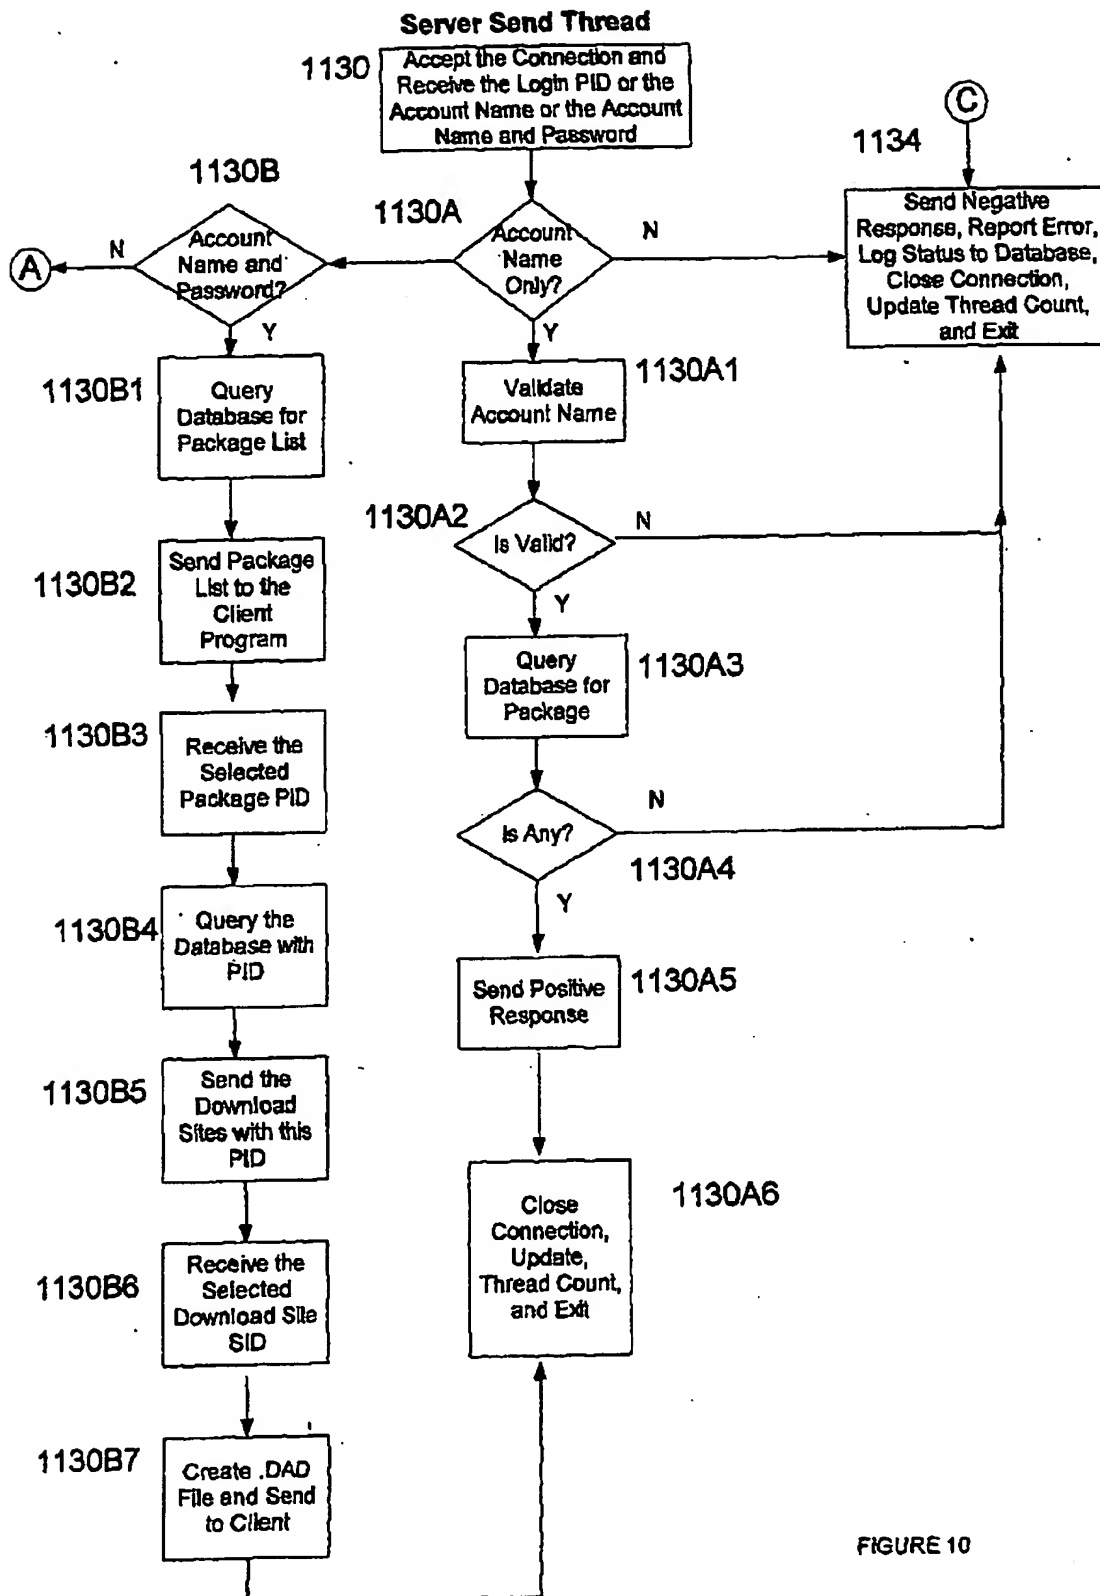 Server Send Thread
1130
Accept the Connection and
Receive the Login PID or the
Account Name or the Account
Name and Password
C
1134
Send Negative
Response, Report Error,
Log Status to Database,
Close Connection,
Update Thread Count,
and Exit
1130B
1130A
A
N
Account
Name and
Password?
Y
Account
Name
Only?
N
Y
1130B1
Query
Database for
Package List
1130A1
Validate
Account Name
1130A2
Is Valid?
N
Y
1130B2
Send Package
List to the
Client
Program
Query
Database for
Package
1130A3
1130B3
Receive the
Selected
Package PID
Is Any?
N
1130A4
Y
1130B4
Query the
Database with
PID
Send Positive
Response
1130A5
1130B5
Send the
Download
Sites with this
PID
Close
Connection,
Update,
Thread Count,
and Exit
1130A6
1130B6
Receive the
Selected
Download Site
SID
1130B7
Create .DAD
File and Send
to Client
FIGURE 10